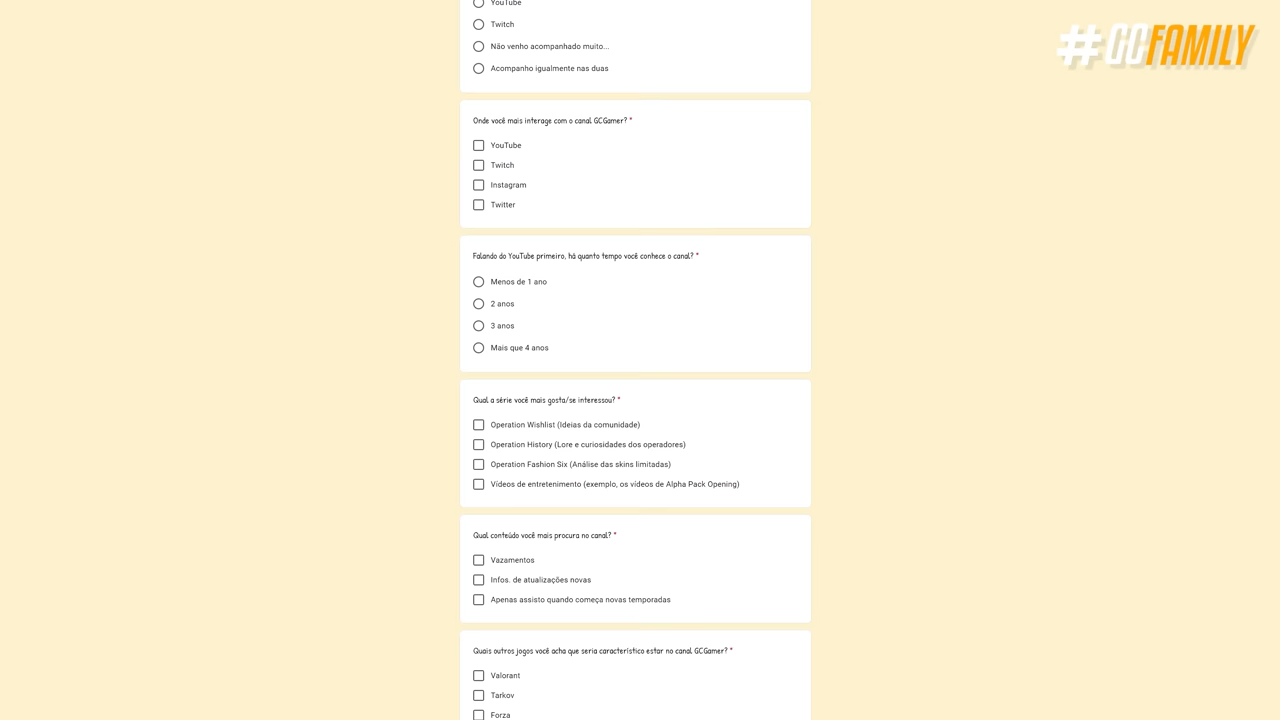 YouTube
#GCFAMILY
Twitch
Não venho acompanhado muito...
Acompanho igualmente nas duas
Onde você mais interage com o canal GCGamer? *
YouTube
Twitch
Instagram
Twitter
Falando do YouTube primeiro, há quanto tempo você conhece o canal? *
Menos de 1 ano
2 anos
3 anos
Mais que 4 anos
Qual a série você mais gosta/se interessou? *
Operation Wishlist (Ideias da comunidade)
Operation History (Lore e curiosidades dos operadores)
Operation Fashion Six (Análise das skins limitadas)
Vídeos de entretenimento (exemplo, os vídeos de Alpha Pack Opening)
Qual conteúdo você mais procura no canal? *
Vazamentos
Infos. de atualizações novas
Apenas assisto quando começa novas temporadas
Quais outros jogos você acha que seria característico estar no canal GCGamer? *
Valorant
Tarkov
Forza